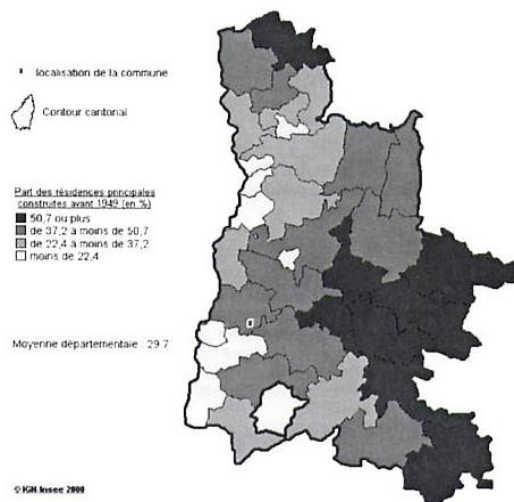 localisation de la commune
Contour cantonal
Part des résidences principales
construites avant 1949 (en %)
50,7 ou plus
de 37,2 à moins de 50,7
de 22,4 à moins de 37,2
moins de 22,4
Moyenne départementale : 29.7
© IGN-Insee 2000